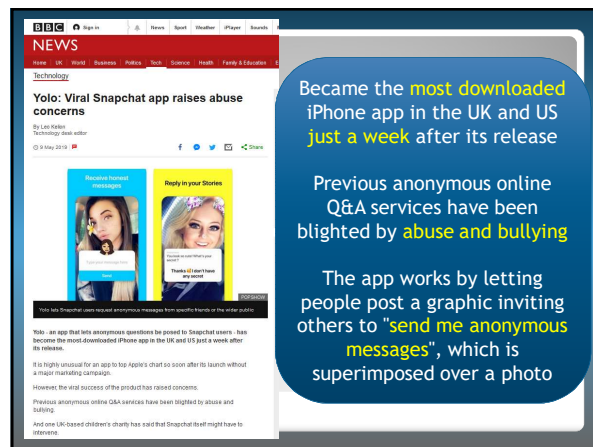 BBC Sign in News Sport Weather iPlayer Sounds
NEWS
Home UK World Business Politics Tech Science Health Family & Education
Technology
Yolo: Viral Snapchat app raises abuse
concerns
By Leo Kelion
Technology desk editor
9 May 2019
Share
Receive honest
messages
Reply in your Stories
Send
Thanks I don't have
any secret
POPSHOW
Yolo lets Snapchat users request anonymous messages from specific friends or the wider public
Yolo - an app that lets anonymous questions be posed to Snapchat users - has
become the most-downloaded iPhone app in the UK and US just a week after
its release.
It is highly unusual for an app to top Apple's chart so soon after its launch without
a major marketing campaign.
However, the viral success of the product has raised concerns.
Previous anonymous online Q&A services have been blighted by abuse and
bullying.
And one UK-based children's charity has said that Snapchat itself might have to
intervene.
Became the most downloaded
iPhone app in the UK and US
just a week after its release
Previous anonymous online
Q&A services have been
blighted by abuse and bullying
The app works by letting
people post a graphic inviting
others to "send me anonymous
messages", which is
superimposed over a photo